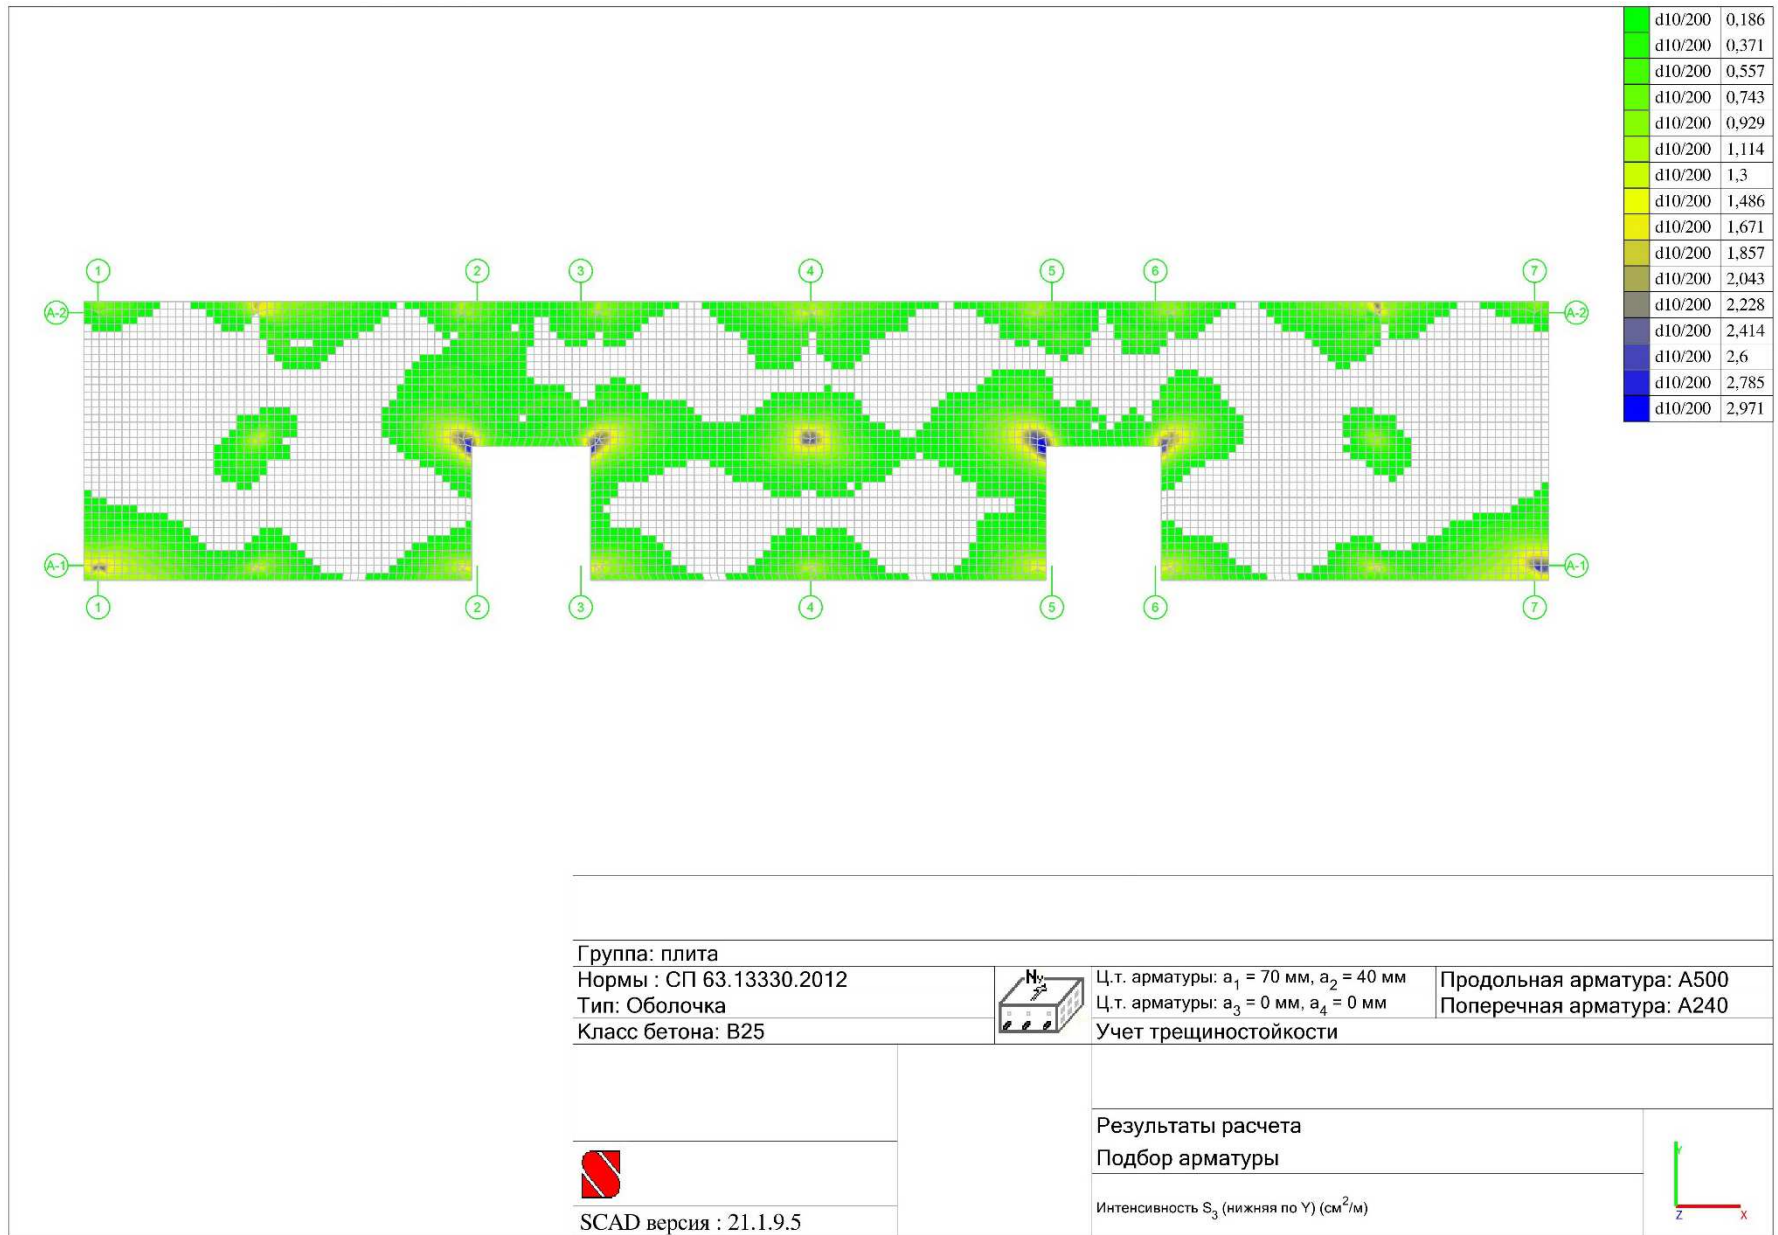 d10/200 0,186
d10/200 0,371
d10/200 0,557
d10/200 0,743
d10/200 0,929
d10/200 1,114
d10/200 1,3
d10/200 1,486
d10/200 1,671
d10/200 1,857
d10/200 2,043
d10/200 2,228
d10/200 2,414
d10/200 2,6
d10/200 2,785
d10/200 2,971
1 2 3 4 5 6 7
А-2 А-2
А-1 А-1
1 2 3 4 5 6 7
Группа: плита
Нормы : СП 63.13330.2012
Тип: Оболочка
Класс бетона: B25
Ny
Ц.т. арматуры: a₁ = 70 мм, a₂ = 40 мм
Ц.т. арматуры: a₃ = 0 мм, a₄ = 0 мм
Продольная арматура: A500
Поперечная арматура: A240
Учет трещиностойкости
Результаты расчета
Подбор арматуры
Интенсивность S₃ (нижняя по Y) (см²/м)
S
SCAD версия : 21.1.9.5
Y
Z X